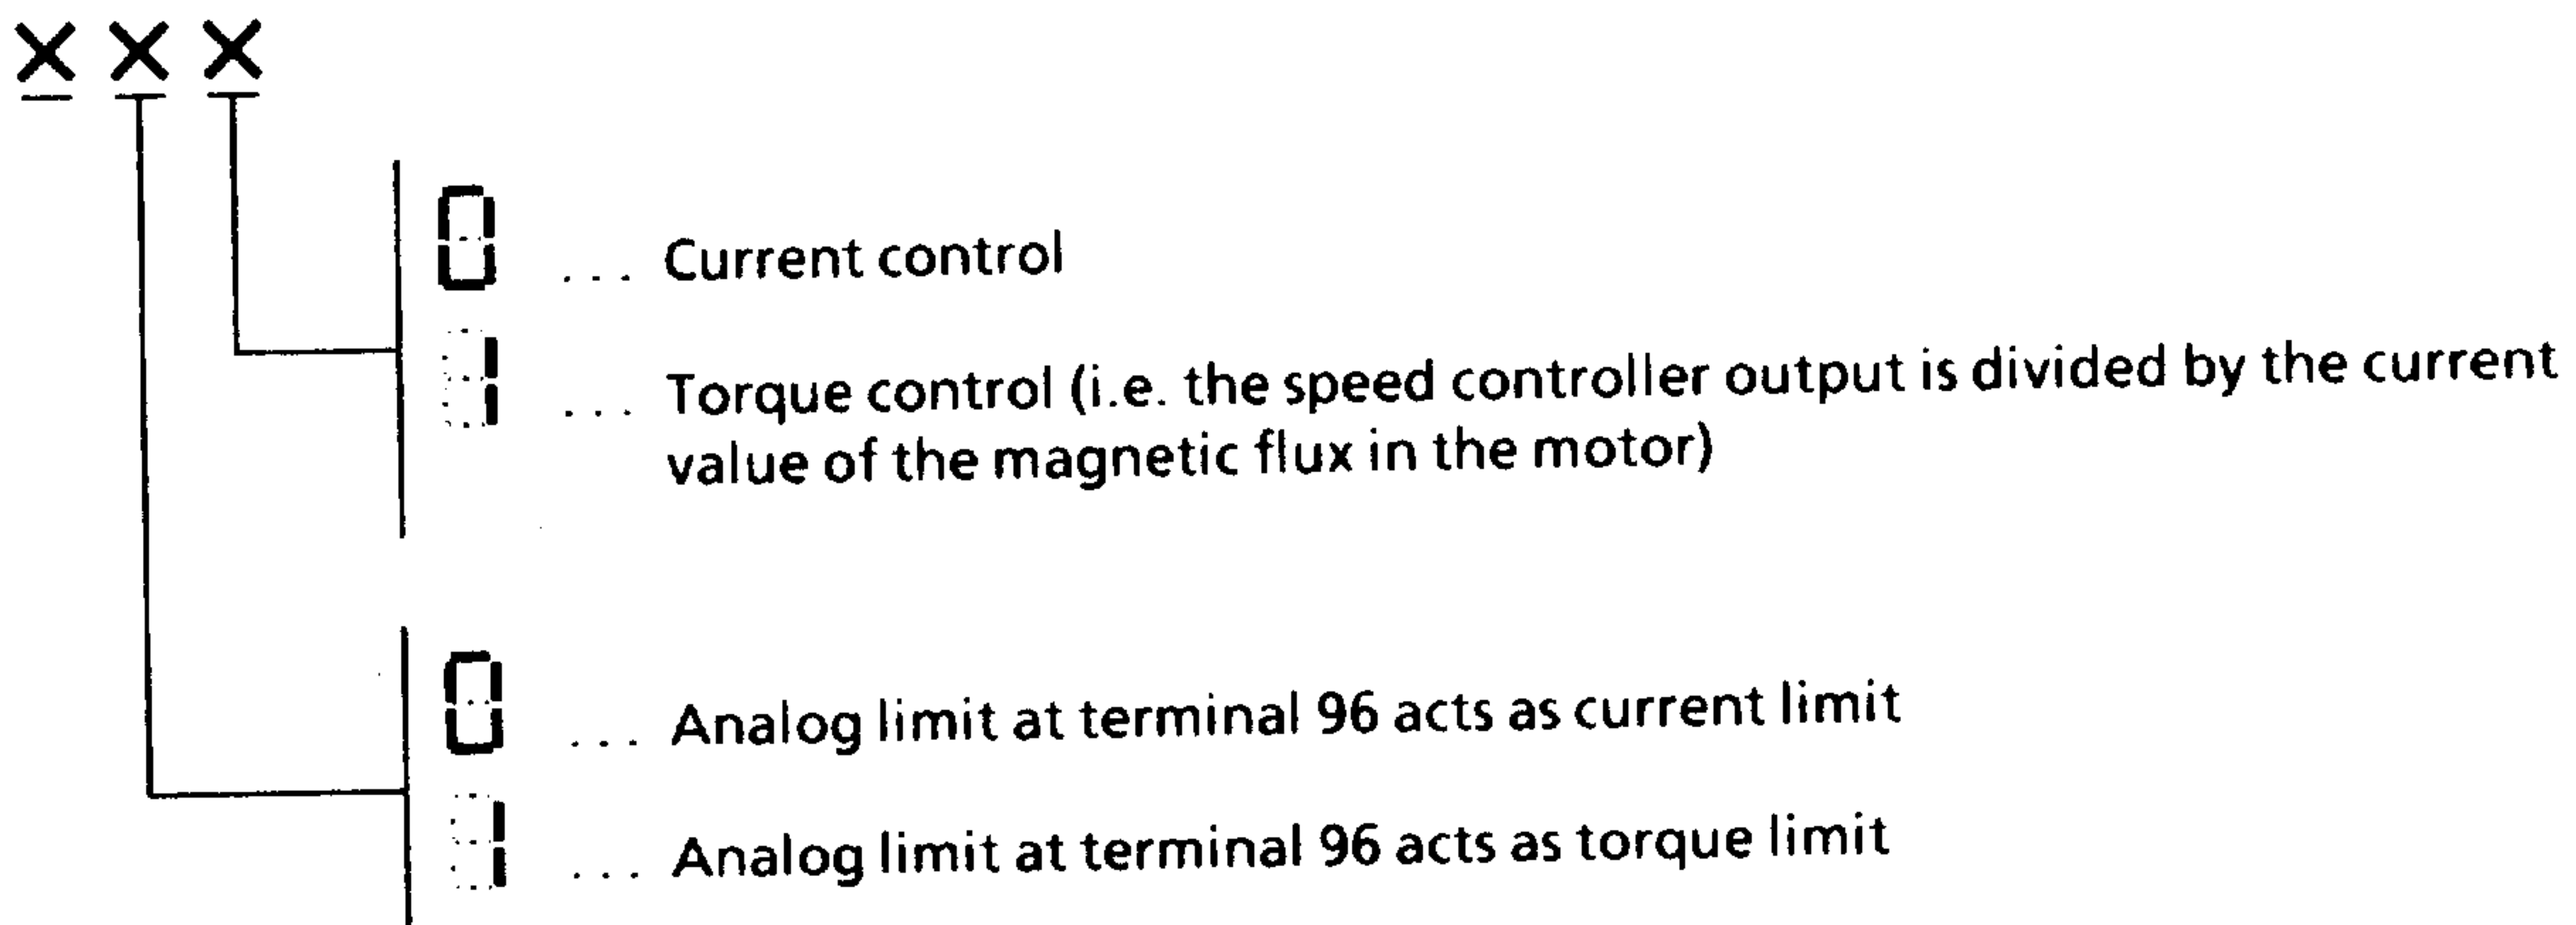 X X X
0 ... Current control
1 ... Torque control (i.e. the speed controller output is divided by the current
value of the magnetic flux in the motor)
0 ... Analog limit at terminal 96 acts as current limit
1 ... Analog limit at terminal 96 acts as torque limit